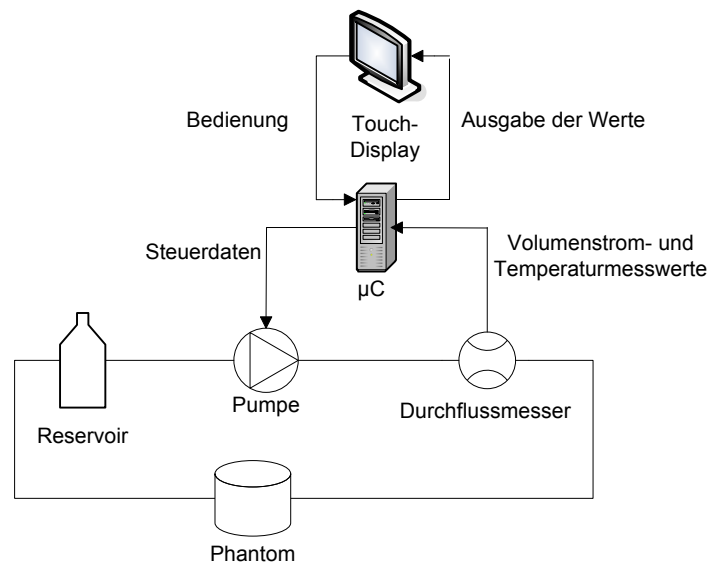 Bedienung
Touch-
Display
Ausgabe der Werte
Steuerdaten
µC
Volumenstrom- und
Temperaturmesswerte
Reservoir
Pumpe
Durchflussmesser
Phantom